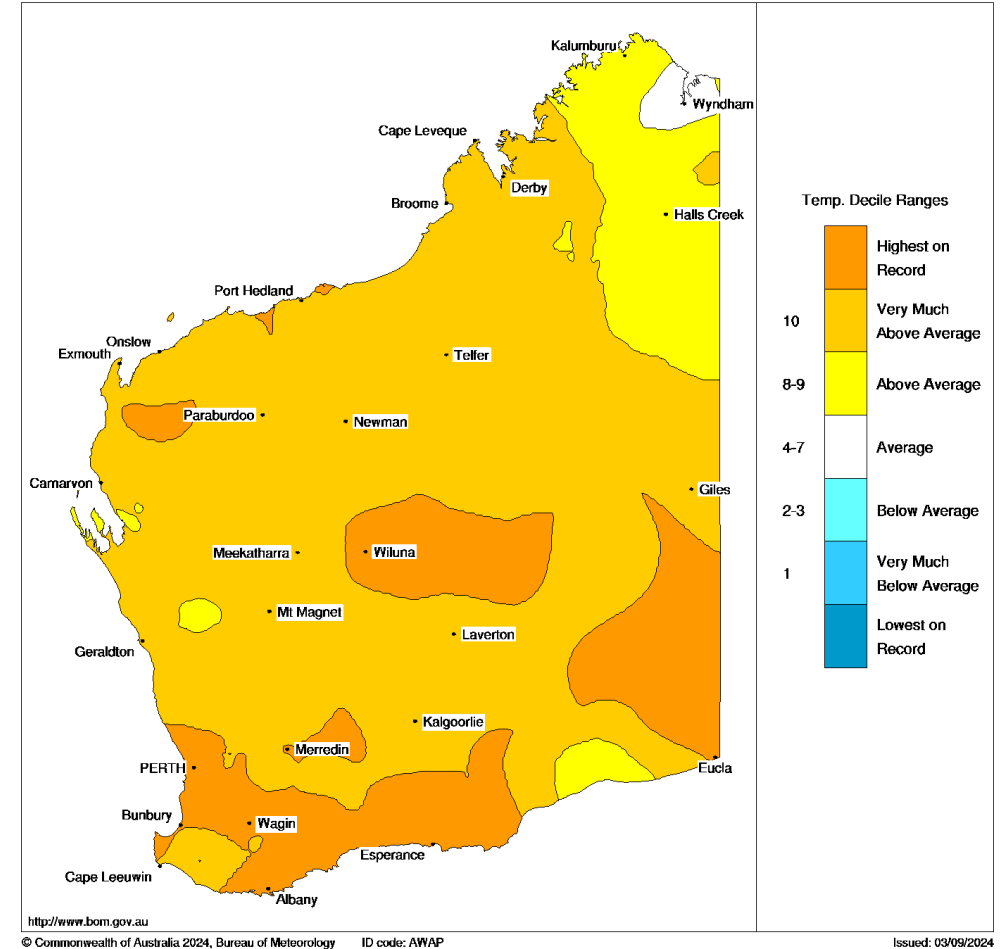 Kalumburu
Wyndham
Cape Leveque
Derby
Broome
Halls Creek
Port Hedland
Onslow
Exmouth
Telfer
Paraburdoo
Newman
Carnarvon
Giles
Meekatharra
Wiluna
Mt Magnet
Laverton
Geraldton
Kalgoorlie
Merredin
PERTH
Eucla
Bunbury
Wagin
Esperance
Cape Leeuwin
Albany
Temp. Decile Ranges
Highest on
Record
10
Very Much
Above Average
8-9
Above Average
4-7
Average
2-3
Below Average
1
Very Much
Below Average
Lowest on
Record
http://www.bom.gov.au
© Commonwealth of Australia 2024, Bureau of Meteorology ID code: AWAP Issued: 03/09/2024